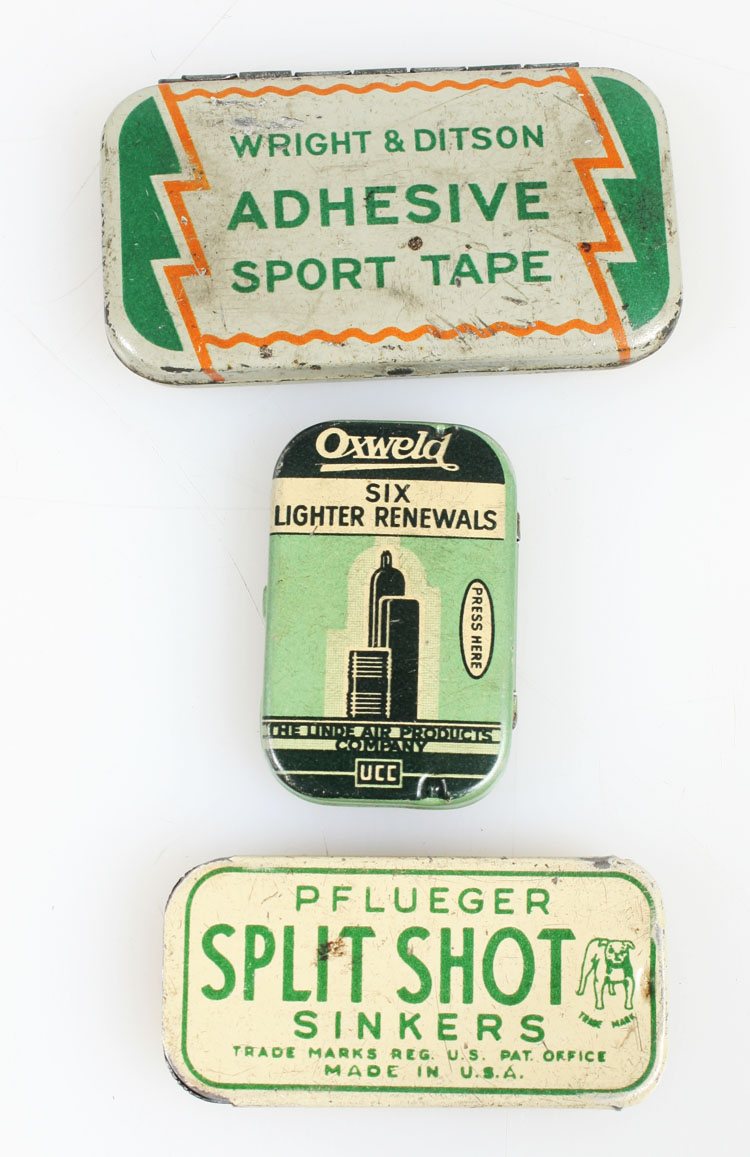 WRIGHT & DITSON
ADHESIVE
SPORT TAPE
Oxweld
SIX
LIGHTER RENEWALS
PRESS HERE
THE LINDE AIR PRODUCTS
COMPANY
UCC
PFLUEGER
SPLIT SHOT
SINKERS
TRADE MARK
TRADE MARKS REG. U.S. PAT. OFFICE
MADE IN U.S.A.